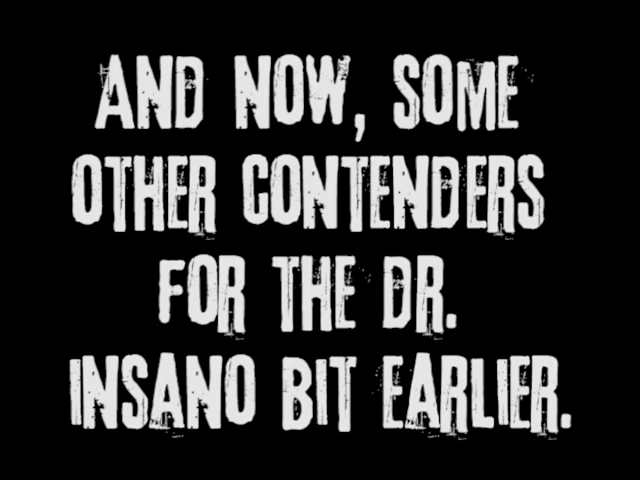 AND NOW, SOME
OTHER CONTENDERS
FOR THE DR.
INSANO BIT EARLIER.